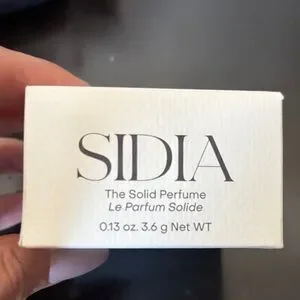 SIDIA
The Solid Perfume
Le Parfum Solide
0.13 oz. 3.6 g Net WT